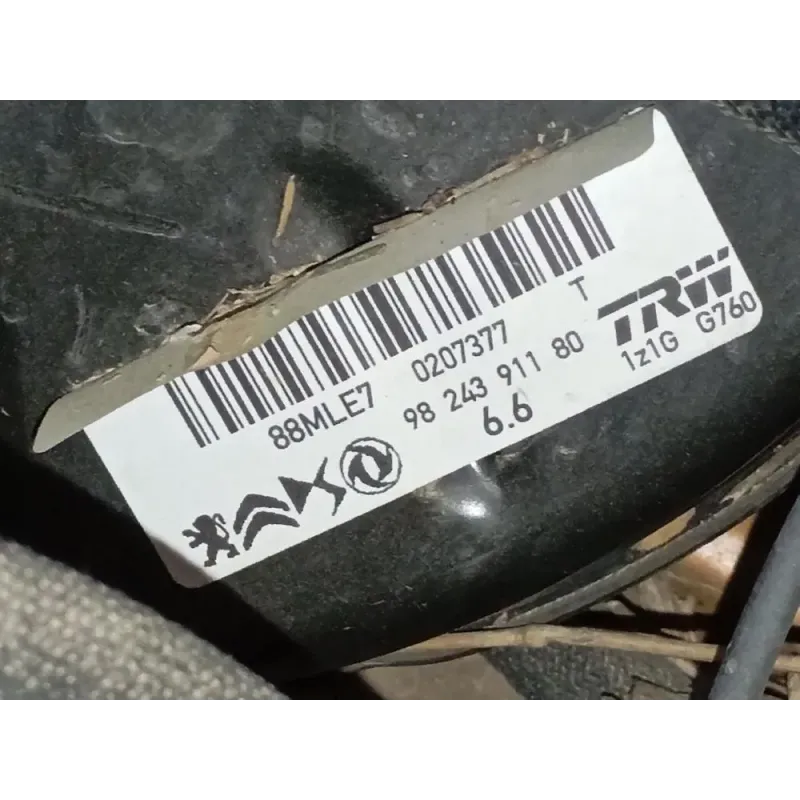 88MLE7 0207377 T
98 243 911 80
6.6
TRW
1z1G G760